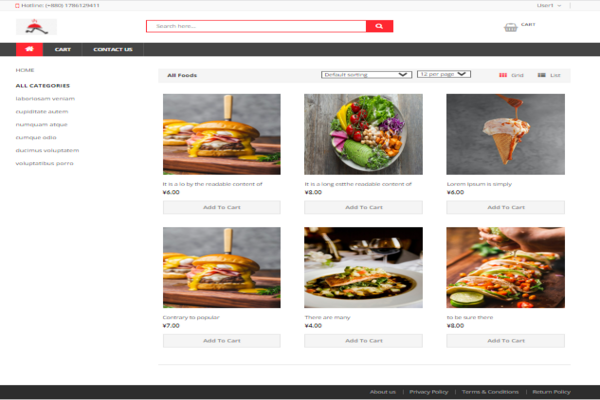 Hotline: (+880) 1786129411
User1
Search here...
CART
CART
CONTACT US
HOME
ALL CATEGORIES
laboriosam veniam
cupiditate autem
numquam atque
cumque odio
ducimus voluptatem
voluptatibus porro
All Foods
Default sorting
12 per page
Grid
List
It is a lo by the readable content of
¥6.00
Add To Cart
It is a long cotthe readable content of
¥8.00
Add To Cart
Lorem Ipsum is simply
¥6.00
Add To Cart
Contrary to popular
¥7.00
Add To Cart
There are many
¥4.00
Add To Cart
to be sure there
¥8.00
Add To Cart
About us | Privacy Policy | Terms & Conditions | Return Policy